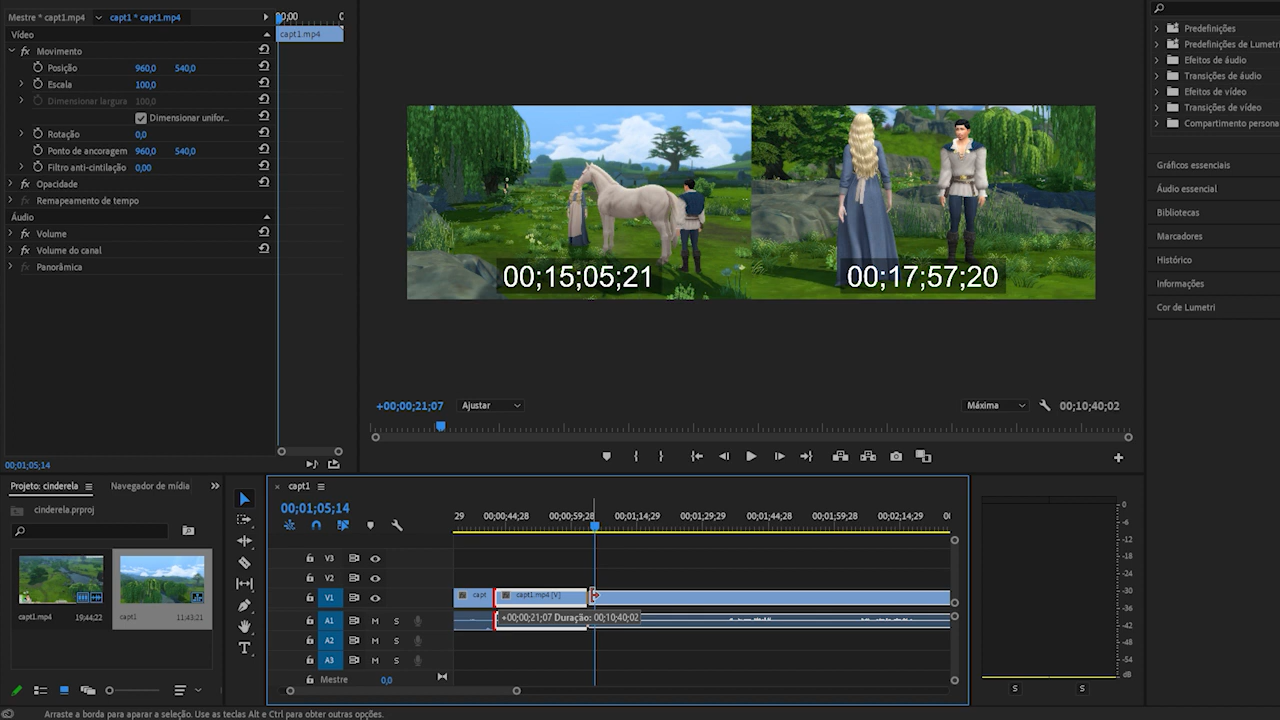 Mestre * capt1.mp4
capt1 * capt1.mp4
Vídeo
fx Movimento
Posição 960,0 540,0
Escala 100,0
Dimensionar largura 100,0
Dimensionar unifor...
Rotação 0,0
Ponto de ancoragem 960,0 540,0
Filtro anti-cintilação 0,00
fx Opacidade
fx Remapeamento de tempo
Áudio
fx Volume
fx Volume do canal
fx Panorâmica
capt1.mp4
00;01;05;14
00;15;05;21
00;17;57;20
+00;00;21;07
Ajustar
Máxima
00;10;40;02
Predefinições
Predefinições de Lumetri
Efeitos de áudio
Transições de áudio
Efeitos de vídeo
Transições de vídeo
Compartimento persona
Gráficos essenciais
Áudio essencial
Bibliotecas
Marcadores
Histórico
Informações
Cor de Lumetri
Projeto: cinderela
Navegador de mídia
cinderela.prproj
capt1.mp4 19;44;22
capt1 11;43;21
capt1
00;01;05;14
29 00;00;44;28 00;00;59;28 00;01;14;29 00;01;29;29 00;01;44;28 00;01;59;28 00;02;14;29
V3
V2
V1
capt
capt1.mp4 [V]
A1 M S
+00;00;21;07 Duração: 00;10;40;02
A2 M S
A3 M S
Mestre 0,0
0
-6
-12
-18
-24
-30
-36
-42
-48
-54
dB
S S
Arraste a borda para aparar a seleção. Use as teclas Alt e Ctrl para obter outras opções.